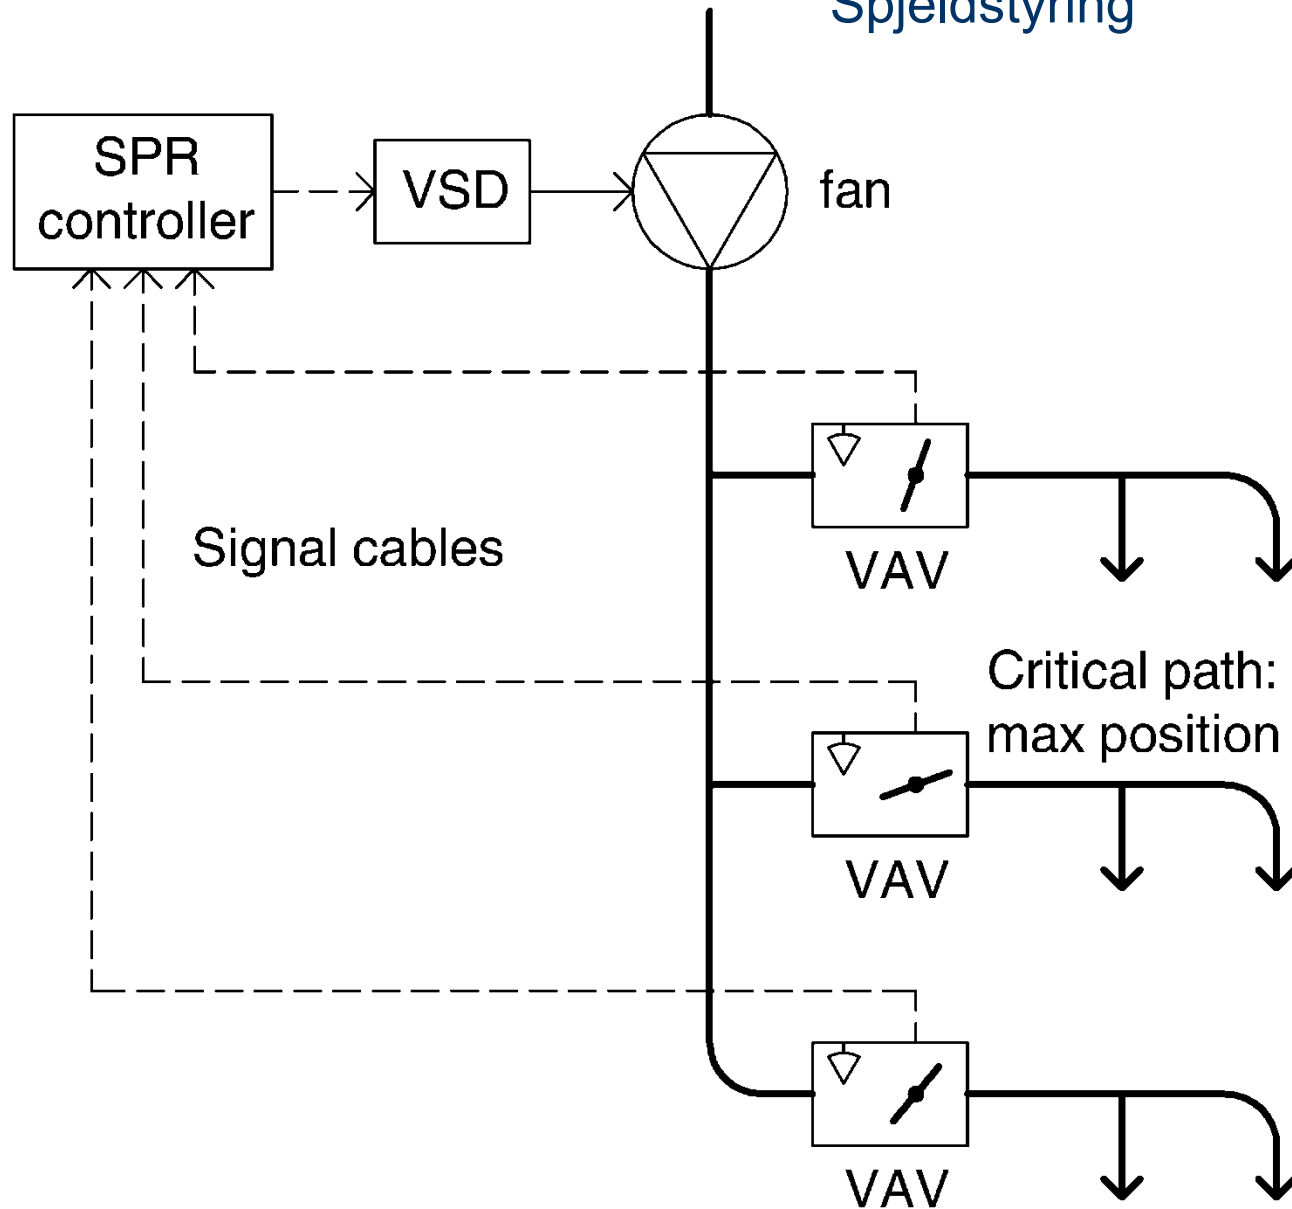 Spjeldstyring
SPR
controller
VSD
fan
Signal cables
VAV
Critical path:
max position
VAV
VAV